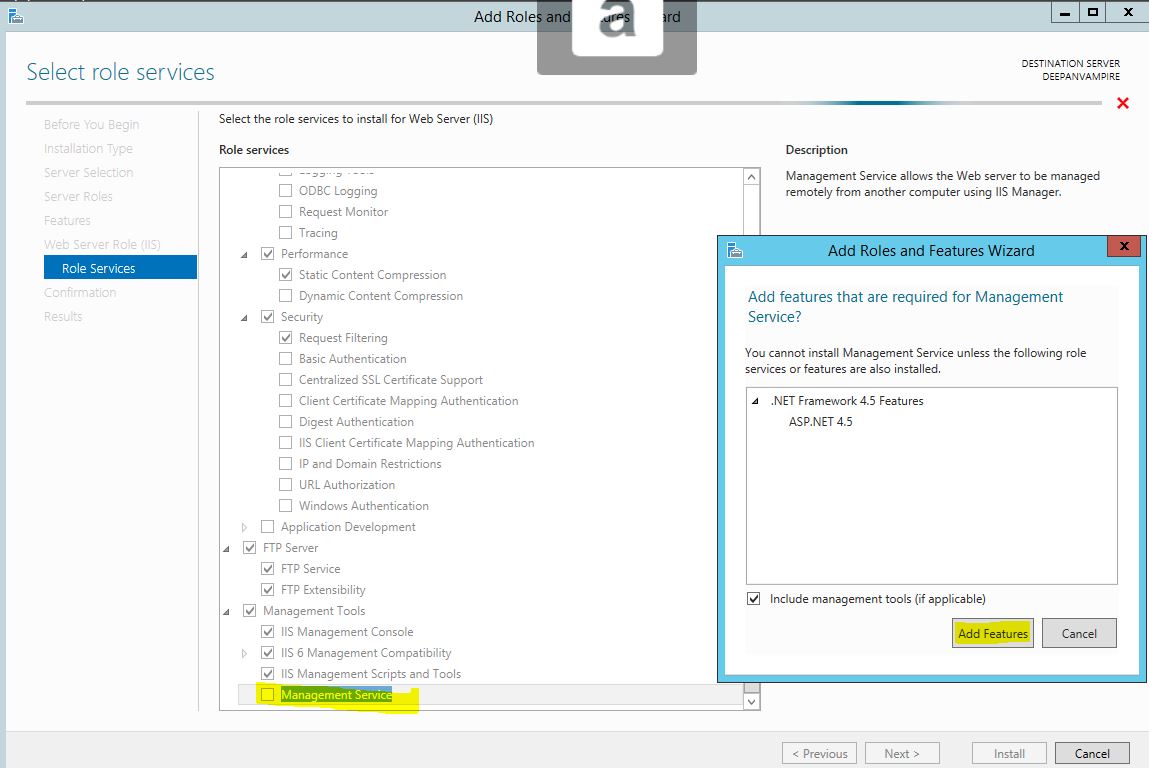 Add Roles and Features Wizard
a
Select role services
DESTINATION SERVER
DEEPANVAMPIRE
Before You Begin
Installation Type
Server Selection
Server Roles
Features
Web Server Role (IIS)
Role Services
Confirmation
Results
Select the role services to install for Web Server (IIS)
Role services
Logging Tools
ODBC Logging
Request Monitor
Tracing
Performance
Static Content Compression
Dynamic Content Compression
Security
Request Filtering
Basic Authentication
Centralized SSL Certificate Support
Client Certificate Mapping Authentication
Digest Authentication
IIS Client Certificate Mapping Authentication
IP and Domain Restrictions
URL Authorization
Windows Authentication
Application Development
FTP Server
FTP Service
FTP Extensibility
Management Tools
IIS Management Console
IIS 6 Management Compatibility
IIS Management Scripts and Tools
Management Service
Description
Management Service allows the Web server to be managed
remotely from another computer using IIS Manager.
Add Roles and Features Wizard
Add features that are required for Management
Service?
You cannot install Management Service unless the following role
services or features are also installed.
.NET Framework 4.5 Features
ASP.NET 4.5
Include management tools (if applicable)
Add Features
Cancel
< Previous
Next >
Install
Cancel